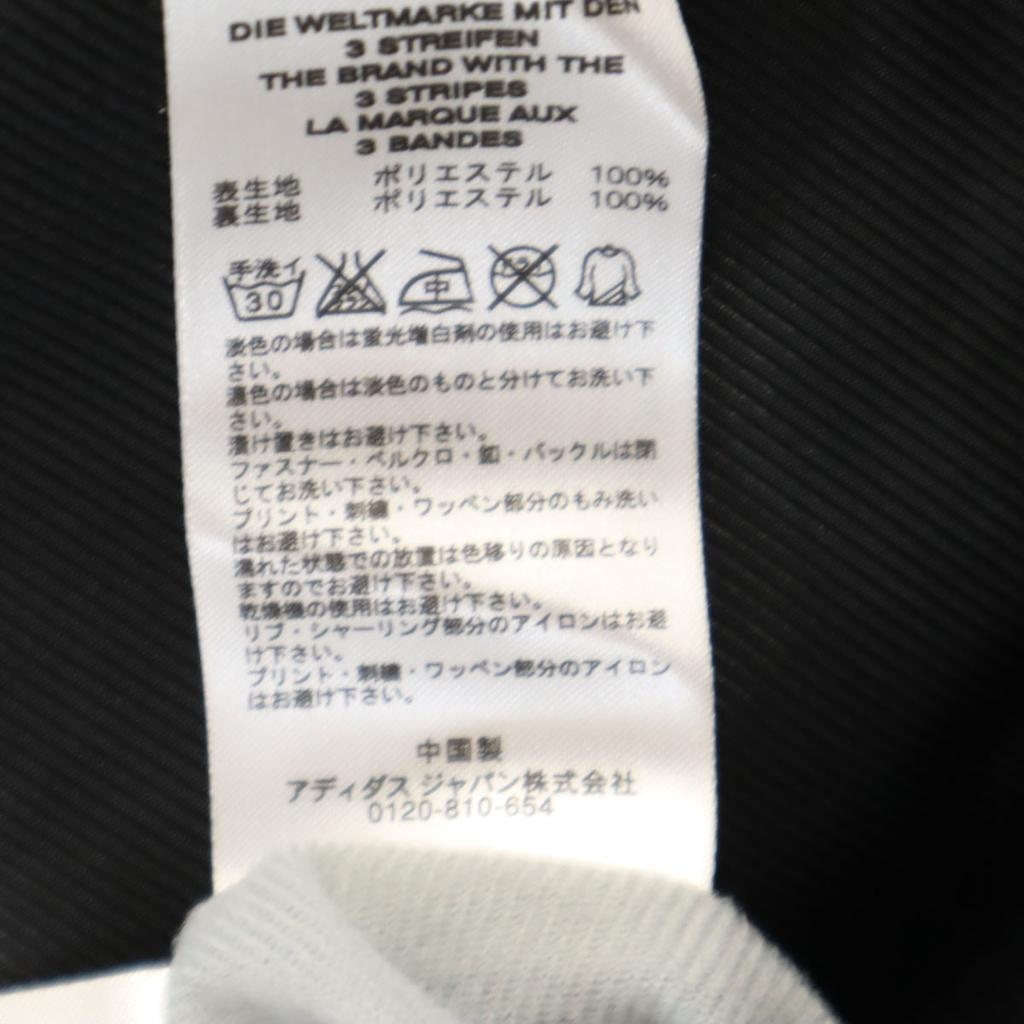 DIE WELTMARKE MIT DEN
3 STREIFEN
THE BRAND WITH THE
3 STRIPES
LA MARQUE AUX
3 BANDES
表生地 ポリエステル 100%
裏生地 ポリエステル 100%
手洗イ
30
中
淡色の場合は蛍光増白剤の使用はお避け下
さい。
濃色の場合は淡色のものと分けてお洗い下
さい。
漬け置きはお避け下さい。
ファスナー・ベルクロ・釦・バックルは閉
じてお洗い下さい。
プリント・刺繍・ワッペン部分のもみ洗い
はお避け下さい。
濡れた状態での放置は色移りの原因となり
ますのでお避け下さい。
乾燥機の使用はお避け下さい。
リブ・シャーリング部分のアイロンはお避
け下さい。
プリント・刺繍・ワッペン部分のアイロン
はお避け下さい。
中国製
アディダス ジャパン株式会社
0120-810-654